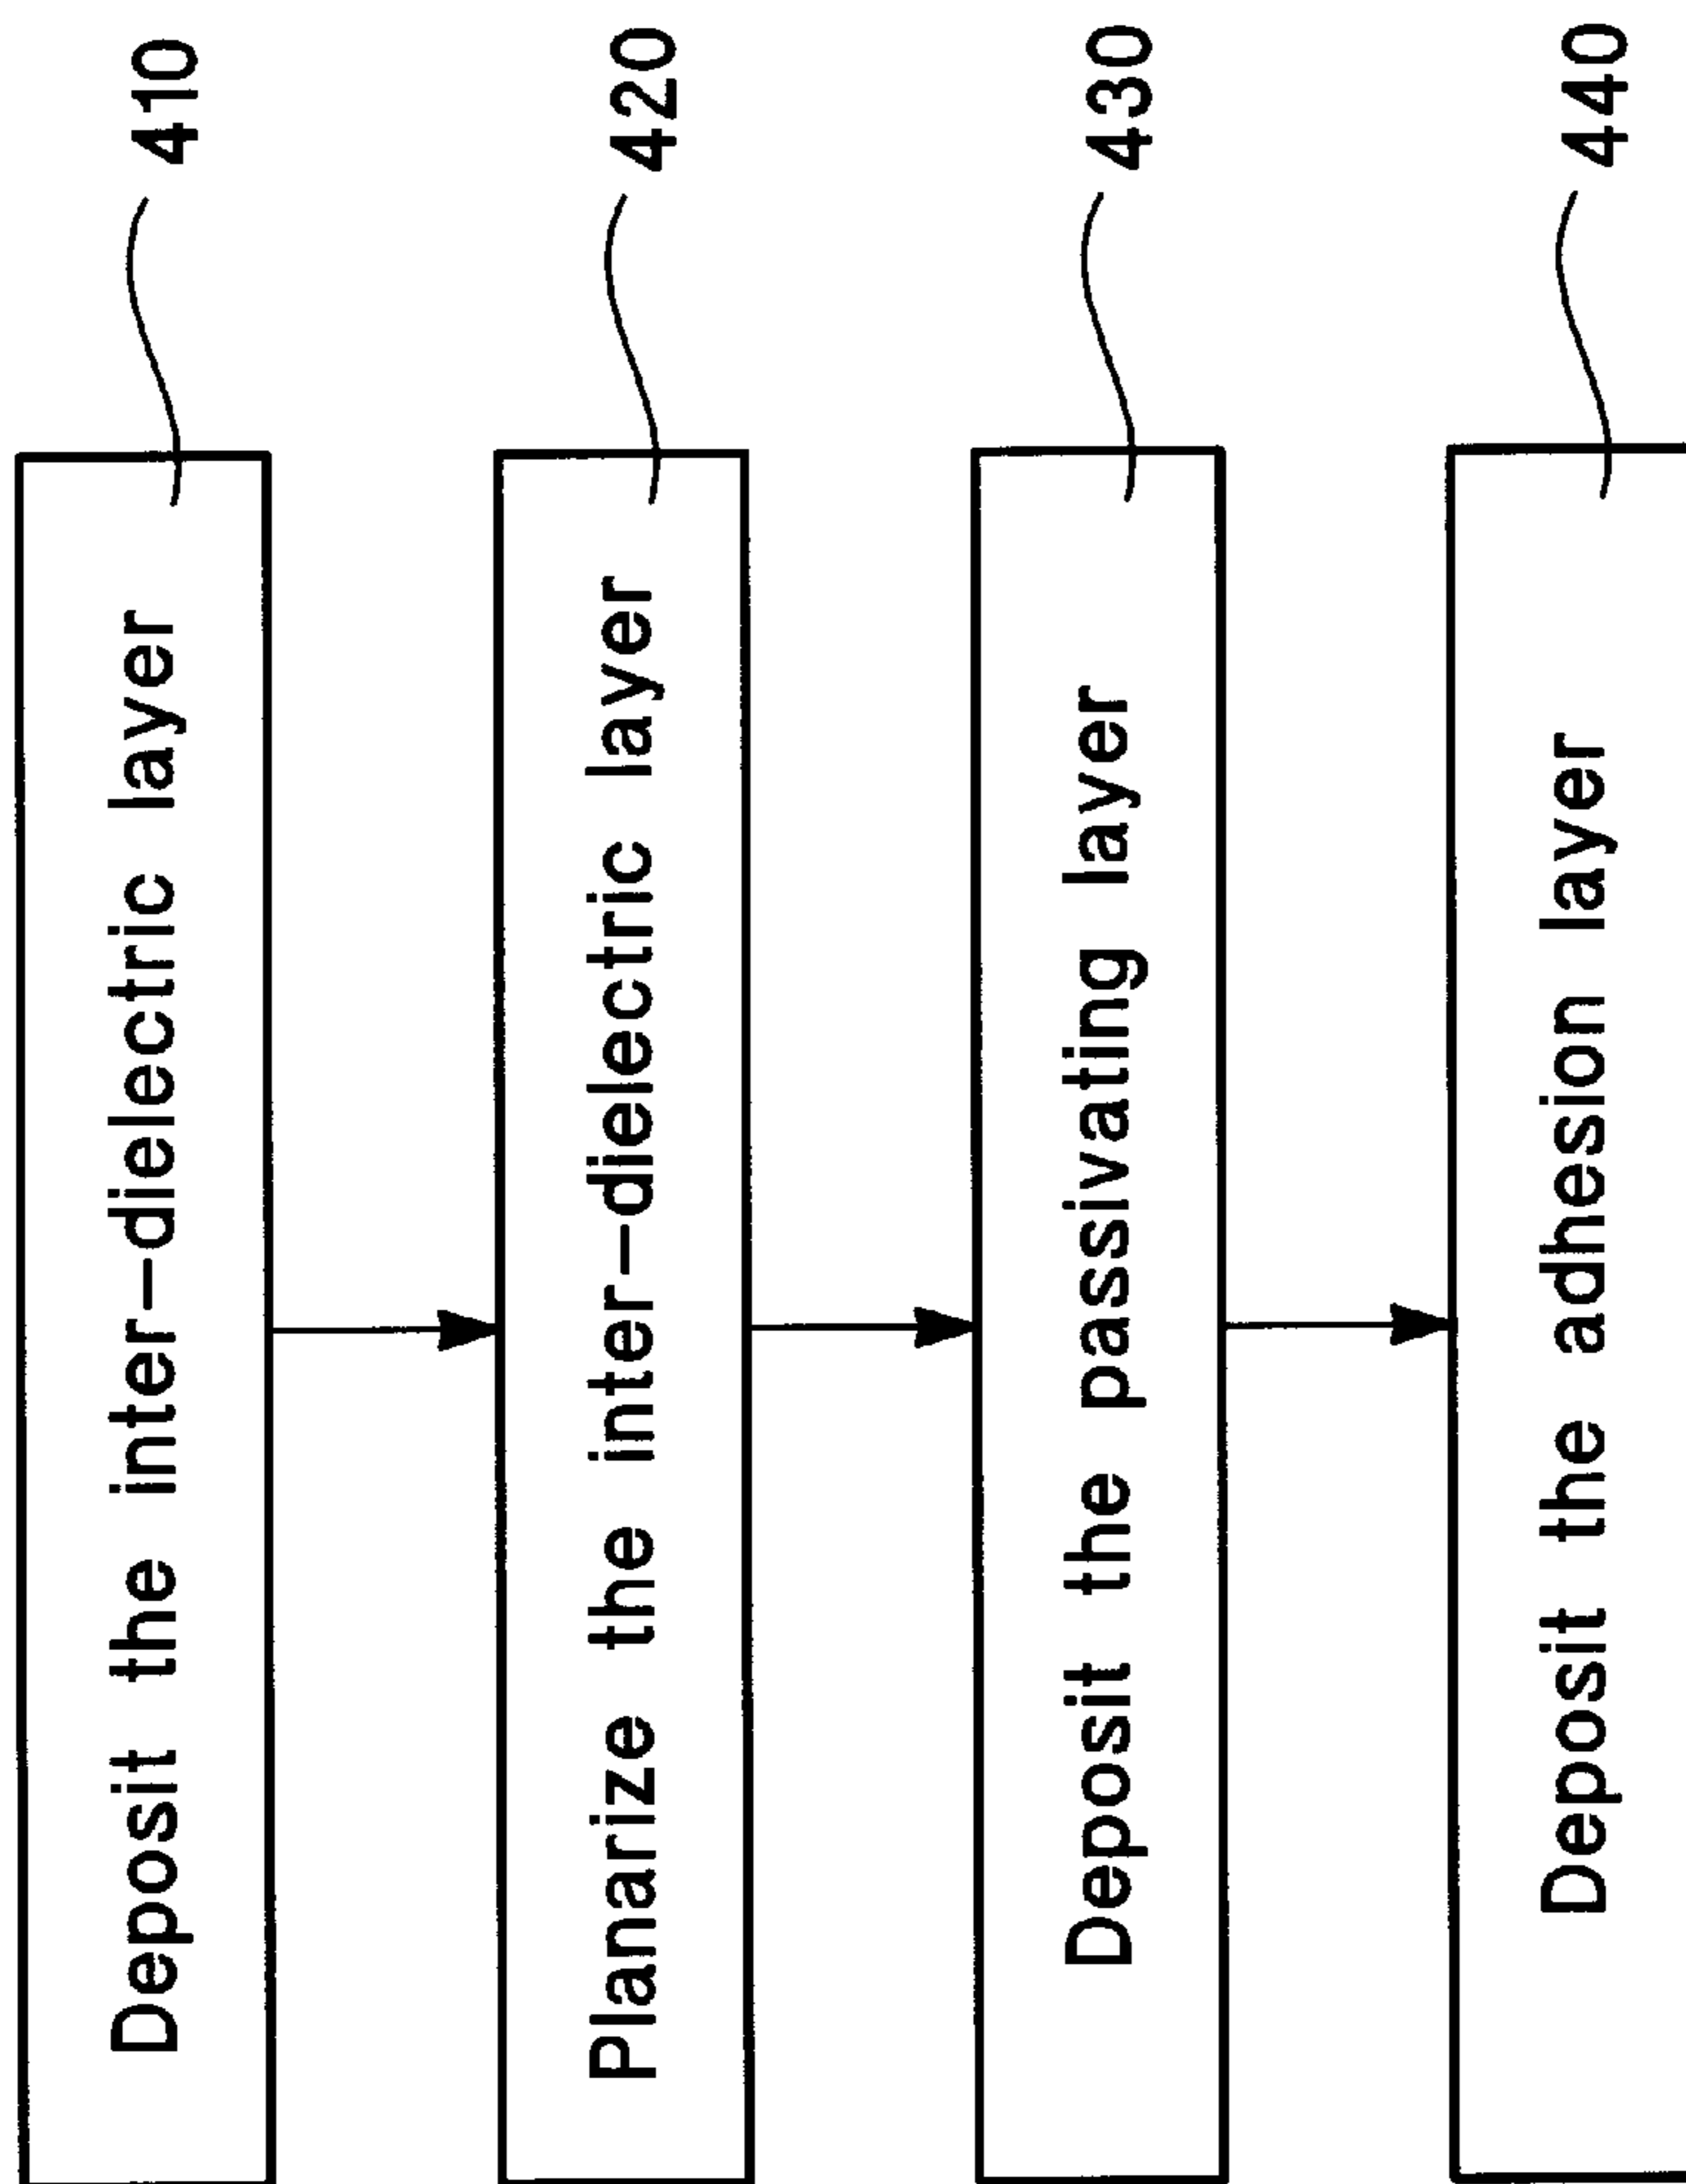 Deposit the inter-dielectric layer
410
Planarize the inter-dielectric layer
420
Deposit the passivating layer
430
Deposit the adhesion layer
440